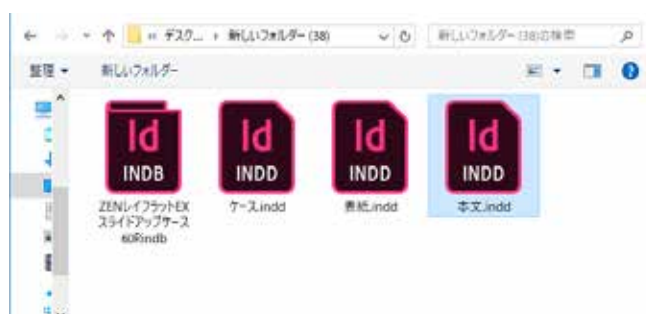 デスク... › 新しいフォルダー (38)
新しいフォルダー (38)の検索
整理
新しいフォルダー
Id
INDB
Id
INDD
Id
INDD
Id
INDD
ZENレイフラットEX
スライドアップケース
60Rindb
ケース.indd
表紙.indd
本文.indd